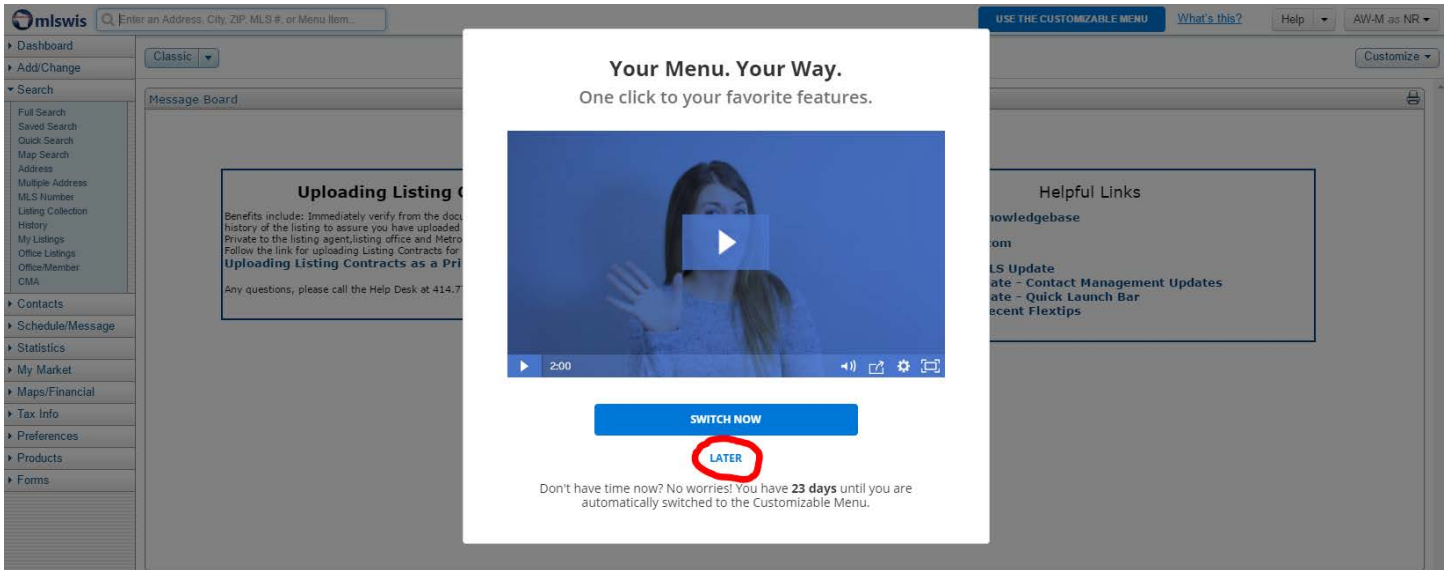 mlswis
Enter an Address, City, ZIP, MLS #, or Menu Item...
USE THE CUSTOMIZABLE MENU
What's this?
Help
AW-M as NR
Dashboard
Add/Change
Search
Full Search
Saved Search
Quick Search
Map Search
Address
Multiple Address
MLS Number
Listing Collection
History
My Listings
Office Listings
Office/Member
CMA
Contacts
Schedule/Message
Statistics
My Market
Maps/Financial
Tax Info
Preferences
Products
Forms
Classic
Customize
Message Board
Uploading Listing
Benefits include: Immediately verify from the
history of the listing to assure you have uploaded
Private to the listing agent,listing office and Metro
Follow the link for uploading Listing Contracts for
Uploading Listing Contracts as a
Any questions, please call the Help Desk at 414.7
Your Menu. Your Way.
One click to your favorite features.
2:00
SWITCH NOW
LATER
Don't have time now? No worries! You have 23 days until you are
automatically switched to the Customizable Menu.
Helpful Links
nowledgebase
com
LS Update
ate - Contact Management Updates
ate - Quick Launch Bar
ecent Flextips